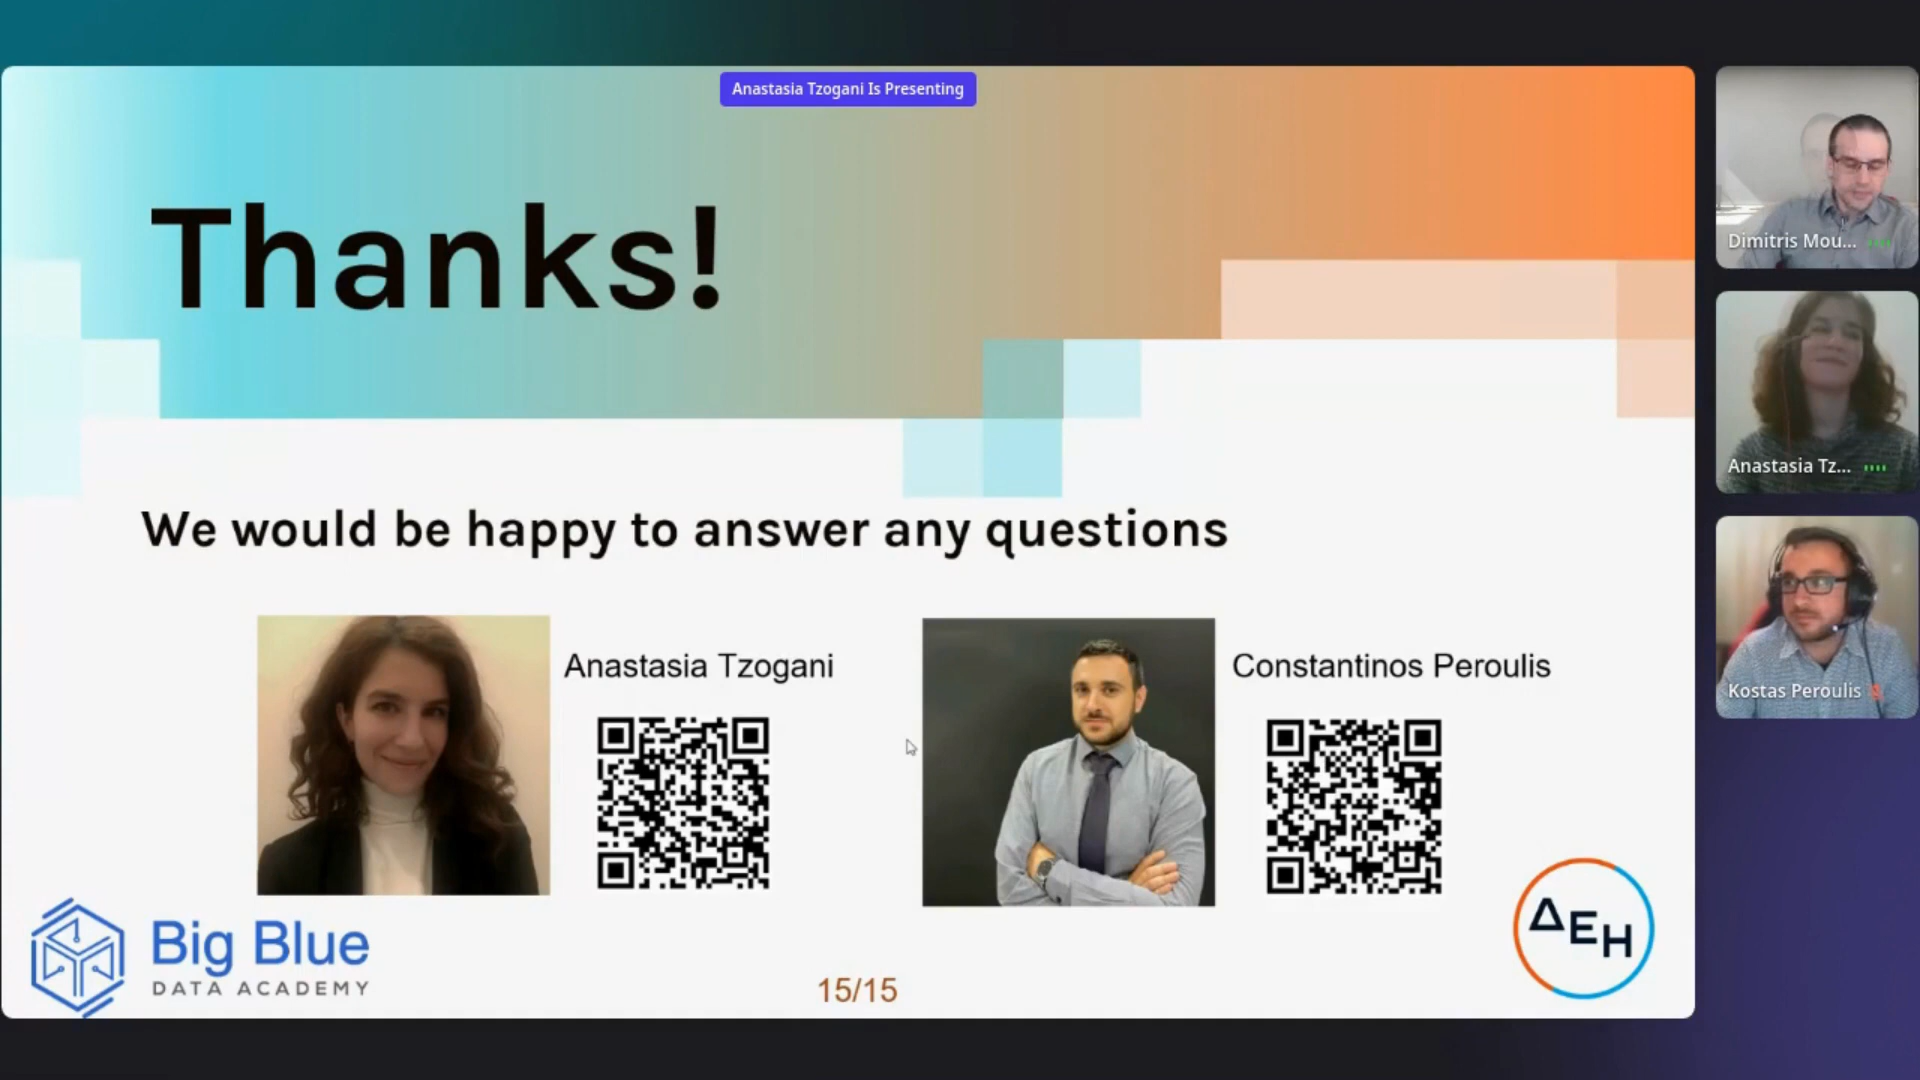 Anastasia Tzogani Is Presenting
Thanks!
We would be happy to answer any questions
Anastasia Tzogani
Constantinos Peroulis
Big Blue
DATA ACADEMY
15/15
ΔΕΗ
Dimitris Mou...
Anastasia Tz...
Kostas Peroulis